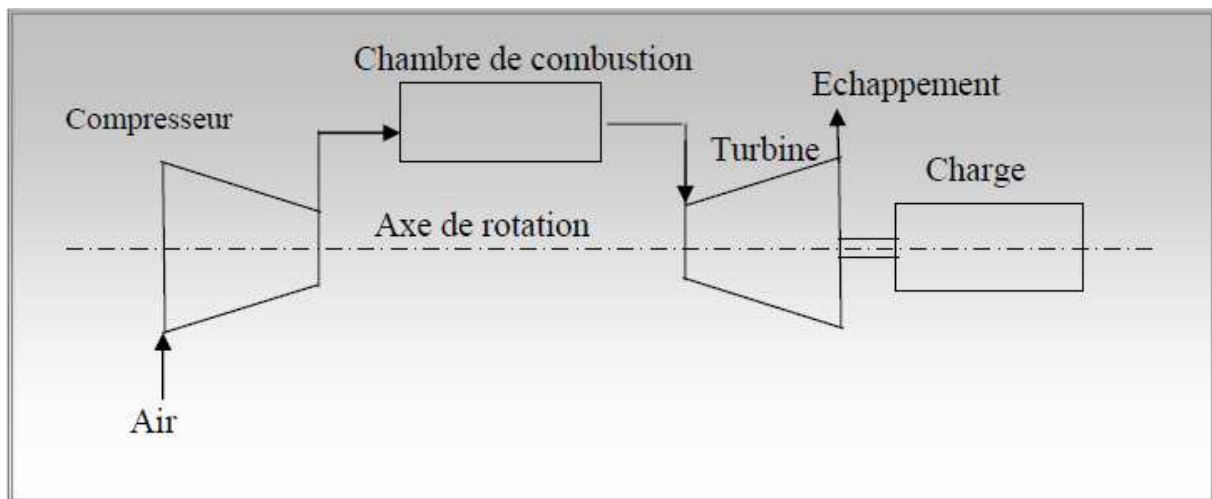 Chambre de combustion
Echappement
Compresseur
Turbine
Charge
Axe de rotation
Air